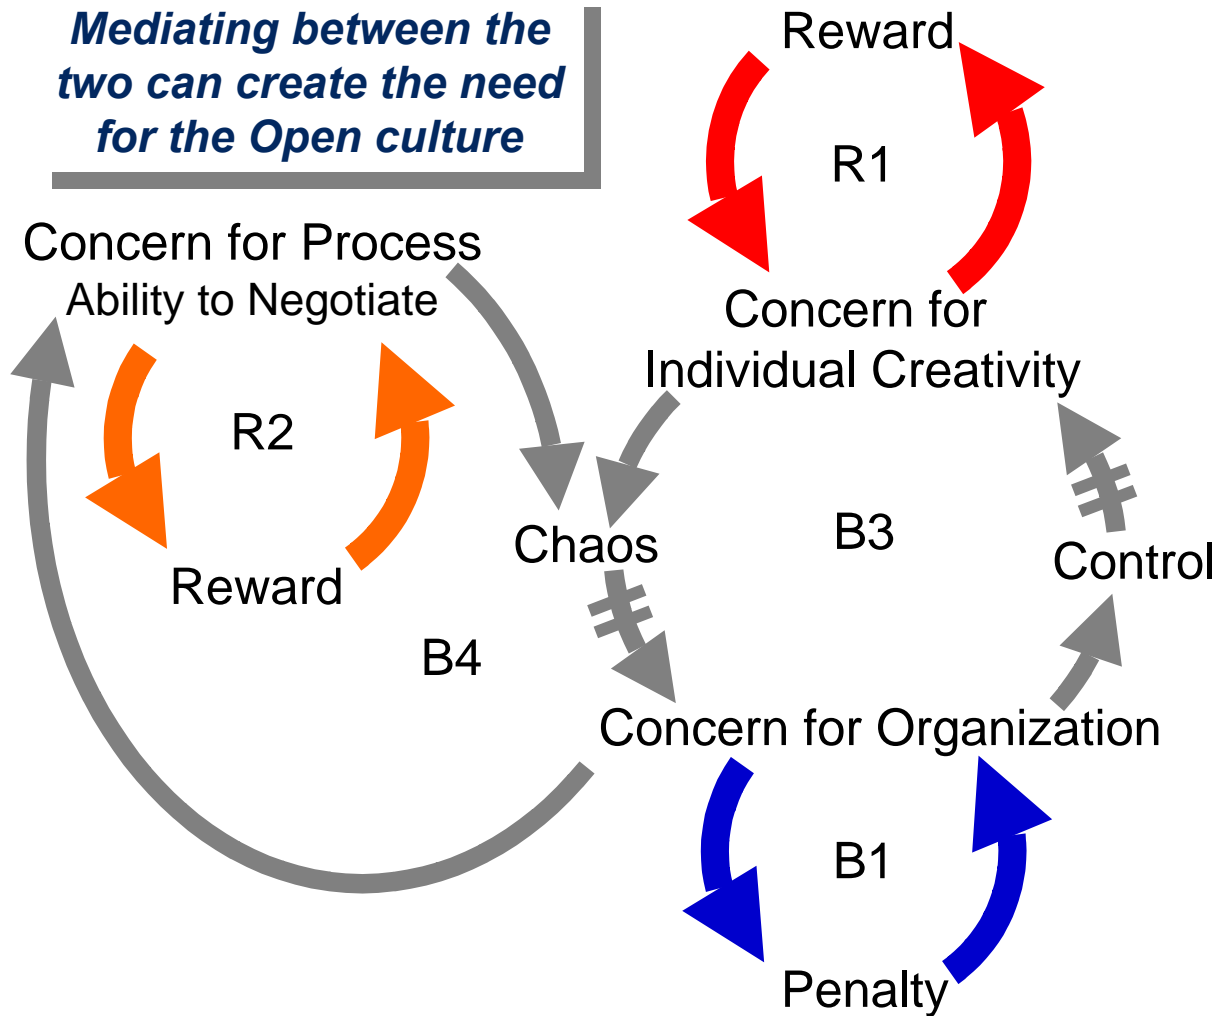 Mediating between the
two can create the need
for the Open culture
Reward
R1
Concern for Process
Ability to Negotiate
Concern for
Individual Creativity
R2
Chaos
B3
Control
Reward
B4
Concern for Organization
B1
Penalty